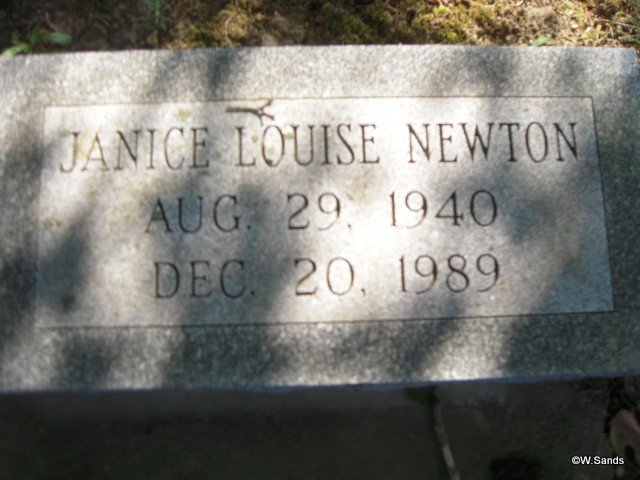 JANICE LOUISE NEWTON
AUG. 29, 1940
DEC. 20, 1989
©W.Sands